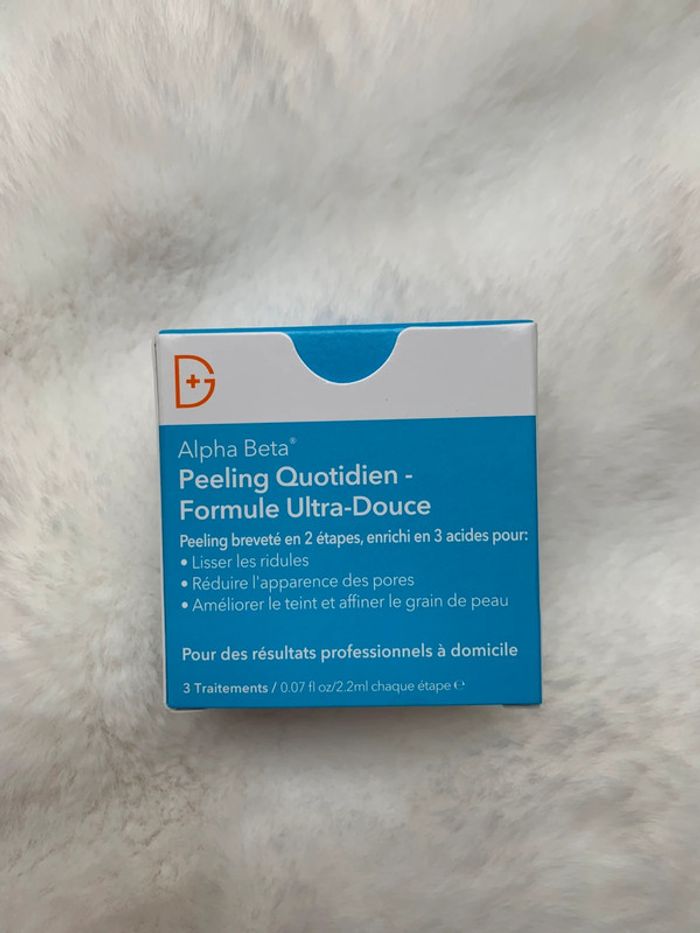 Alpha Beta®
Peeling Quotidien -
Formule Ultra-Douce
Peeling breveté en 2 étapes, enrichi en 3 acides pour:
• Lisser les ridules
• Réduire l'apparence des pores
• Améliorer le teint et affiner le grain de peau
Pour des résultats professionnels à domicile
3 Traitements / 0.07 fl oz/2.2ml chaque étape ℮